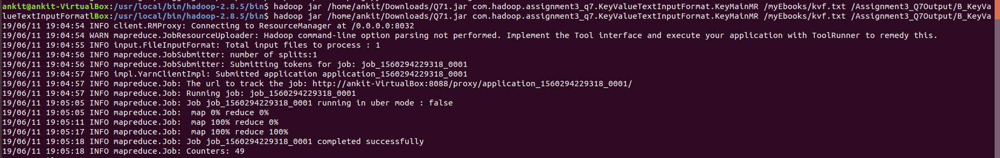 ankit@ankit-VirtualBox:/usr/local/bin/hadoop-2.8.5/bin$ hadoop jar /home/ankit/Downloads/Q71.jar com.hadoop.assignment3_q7.KeyValueTextInputFormat.KeyMainMR /myEbooks/kvf.txt /Assignment3_Q7Output/B_KeyVa
lueTextInputFormatlBox:/usr/local/bin/hadoop-2.8.5/bin$ hadoop jar /home/ankit/Downloads/Q71.jar com.hadoop.assignment3_q7.KeyValueTextInputFormat.KeyMainMR /myEbooks/kvf.txt /Assignment3_Q7Output/B_KeyVa
19/06/11 19:04:54 INFO client.RMProxy: Connecting to ResourceManager at /0.0.0.0:8032
19/06/11 19:04:54 WARN mapreduce.JobResourceUploader: Hadoop command-line option parsing not performed. Implement the Tool interface and execute your application with ToolRunner to remedy this.
19/06/11 19:04:55 INFO input.FileInputFormat: Total input files to process : 1
19/06/11 19:04:56 INFO mapreduce.JobSubmitter: number of splits:1
19/06/11 19:04:56 INFO mapreduce.JobSubmitter: Submitting tokens for job: job_1560294229318_0001
19/06/11 19:04:57 INFO impl.YarnClientImpl: Submitted application application_1560294229318_0001
19/06/11 19:04:57 INFO mapreduce.Job: The url to track the job: http://ankit-VirtualBox:8088/proxy/application_1560294229318_0001/
19/06/11 19:04:57 INFO mapreduce.Job: Running job: job_1560294229318_0001
19/06/11 19:05:05 INFO mapreduce.Job: Job job_1560294229318_0001 running in uber mode : false
19/06/11 19:05:05 INFO mapreduce.Job:  map 0% reduce 0%
19/06/11 19:05:11 INFO mapreduce.Job:  map 100% reduce 0%
19/06/11 19:05:17 INFO mapreduce.Job:  map 100% reduce 100%
19/06/11 19:05:18 INFO mapreduce.Job: Job job_1560294229318_0001 completed successfully
19/06/11 19:05:18 INFO mapreduce.Job: Counters: 49